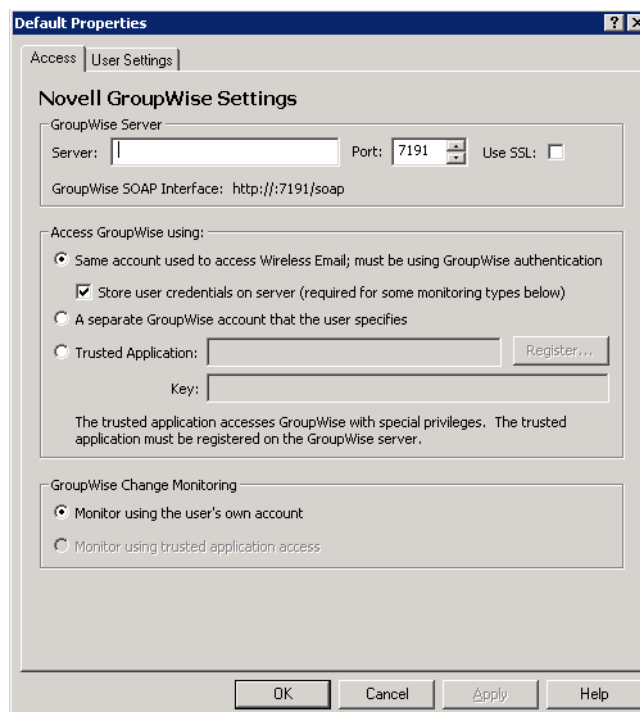 Default Properties
Access User Settings
Novell GroupWise Settings
GroupWise Server
Server: Port: 7191 Use SSL:
GroupWise SOAP Interface: http://:7191/soap
Access GroupWise using:
Same account used to access Wireless Email; must be using GroupWise authentication
Store user credentials on server (required for some monitoring types below)
A separate GroupWise account that the user specifies
Trusted Application: Register...
Key:
The trusted application accesses GroupWise with special privileges. The trusted
application must be registered on the GroupWise server.
GroupWise Change Monitoring
Monitor using the user's own account
Monitor using trusted application access
OK Cancel Apply Help